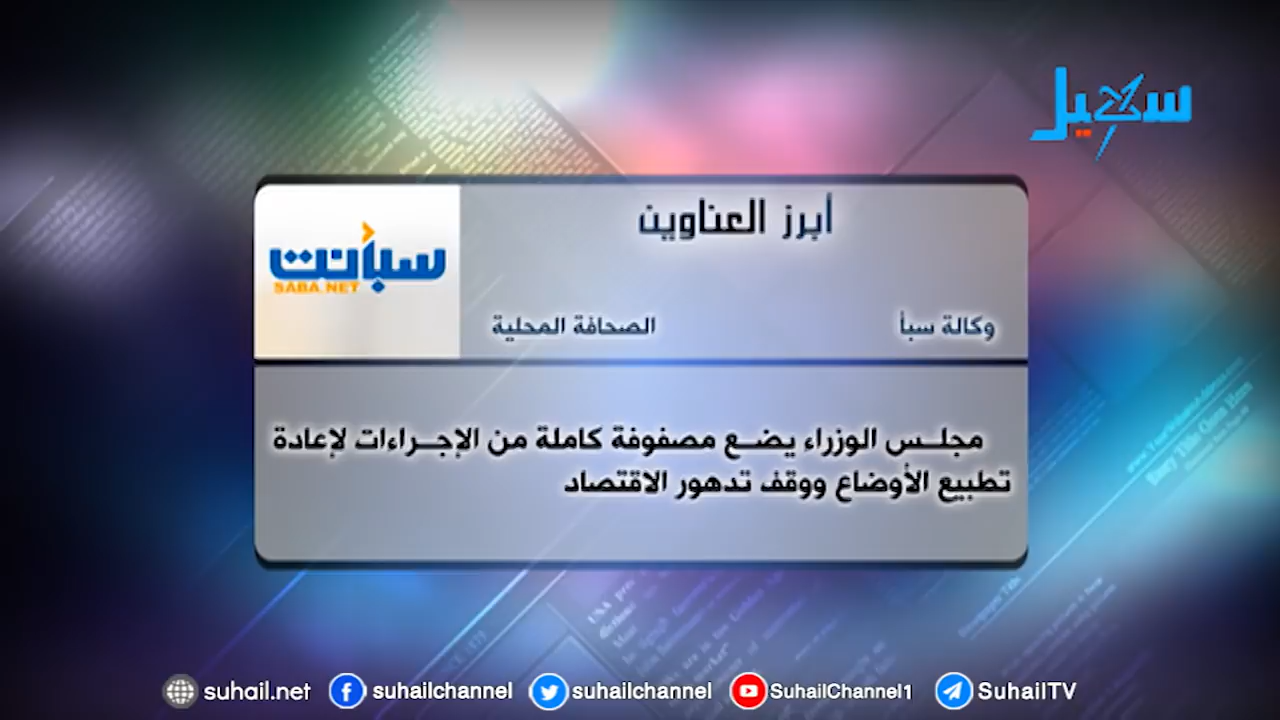 سهيل
أبرز العناوين
سبأنت
SABA.NET
وكالة سبأ
الصحافة المحلية
مجلس الوزراء يضع مصفوفة كاملة من الإجراءات لإعادة
تطبيع الأوضاع ووقف تدهور الاقتصاد
suhail.net
suhailchannel
suhailchannel
SuhailChannel1
SuhailTV